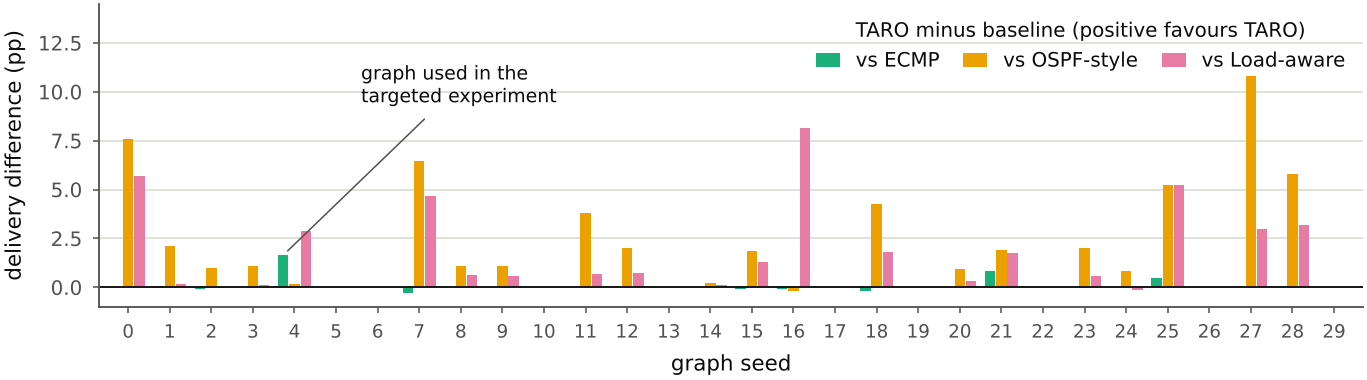 TARO minus baseline (positive favours TARO)
vs ECMP vs OSPF-style vs Load-aware
graph used in the
targeted experiment
delivery difference (pp)
12.5
10.0
7.5
5.0
2.5
0.0
0 1 2 3 4 5 6 7 8 9 10 11 12 13 14 15 16 17 18 19 20 21 22 23 24 25 26 27 28 29
graph seed